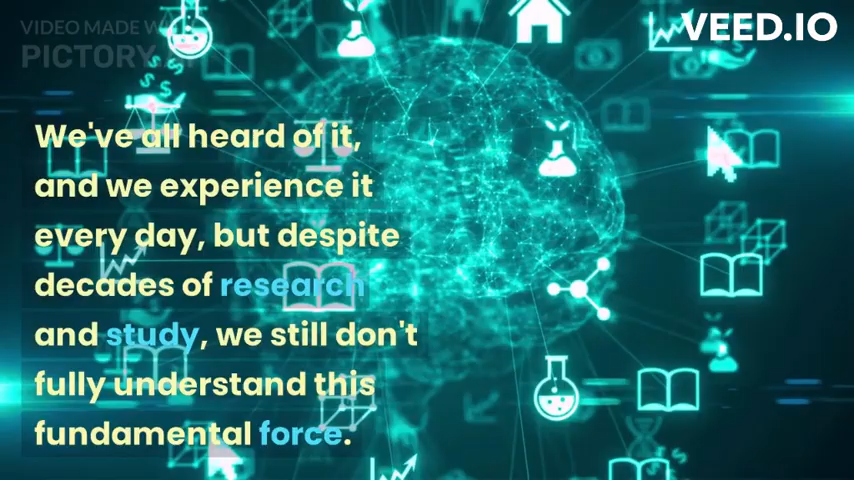 VIDEO MADE WITH
PICTORY
VEED.IO
We've all heard of it,
and we experience it
every day, but despite
decades of research
and study, we still don't
fully understand this
fundamental force.